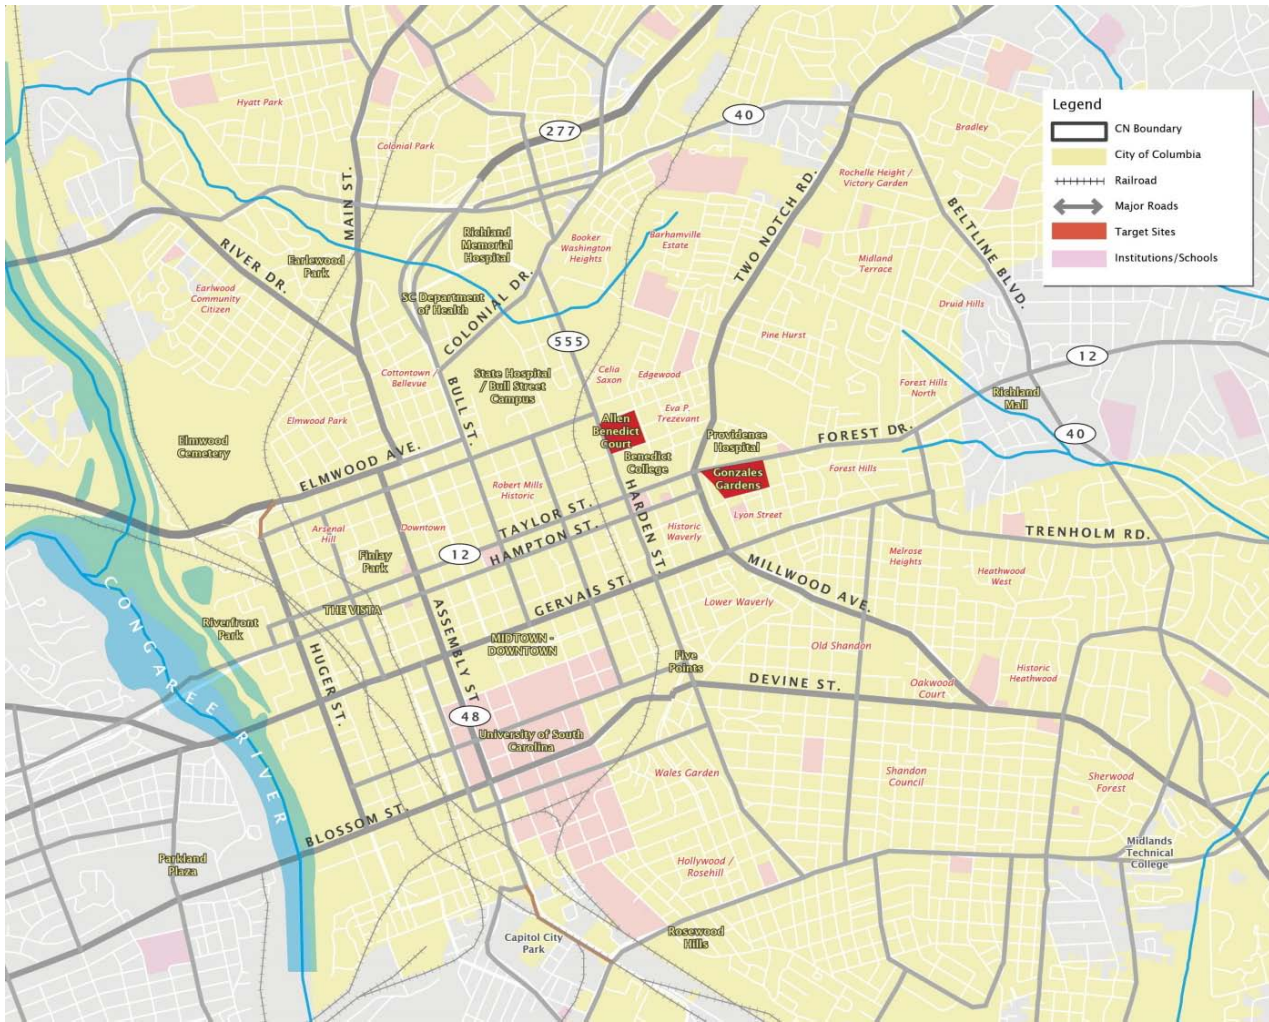 Legend
CN Boundary
City of Columbia
Railroad
Major Roads
Target Sites
Institutions/Schools
Hyatt Park
Colonial Park
277
40
Bradley
MAIN ST.
Rochelle Height /
Victory Garden
TWO NOTCH RD.
BELTLINE BLVD.
RIVER DR.
Earlewood
Park
Richland
Memorial
Hospital
Booker
Washington
Heights
Barhamville
Estate
Midland
Terrace
Earlwood
Community
Citizen
SC Department
of Health
COLONIAL DR.
Druid Hills
555
Pine Hurst
12
Cottontown /
Bellevue
BULL ST.
State Hospital
/ Bull Street
Campus
Celia
Saxon
Edgewood
Forest Hills
North
Richland
Mall
Elmwood Park
Allen
Benedict
Court
Eva P.
Trezevant
Elmwood
Cemetery
ELMWOOD AVE.
Benedict
College
Providence
Hospital
FOREST DR.
40
Robert Mills
Historic
Gonzales
Gardens
Forest Hills
Arsenal
Hill
Downtown
TAYLOR ST.
HAMPTON ST.
HARDEN ST.
Lyon Street
Historic
Waverly
TRENHOLM RD.
Finlay
Park
12
MILLWOOD AVE.
Melrose
Heights
Heathwood
West
CONGAREE RIVER
Riverfront
Park
THE VISTA
GERVAIS ST.
Lower Waverly
ASSEMBLY ST
MIDTOWN -
DOWNTOWN
HUGER ST.
Five
Points
Old Shandon
DEVINE ST.
Oakwood
Court
Historic
Heathwood
48
University of South
Carolina
Wales Garden
Shandon
Council
Sherwood
Forest
BLOSSOM ST.
Parkland
Plaza
Hollywood /
Rosehill
Midlands
Technical
College
Capitol City
Park
Rosewood
Hills